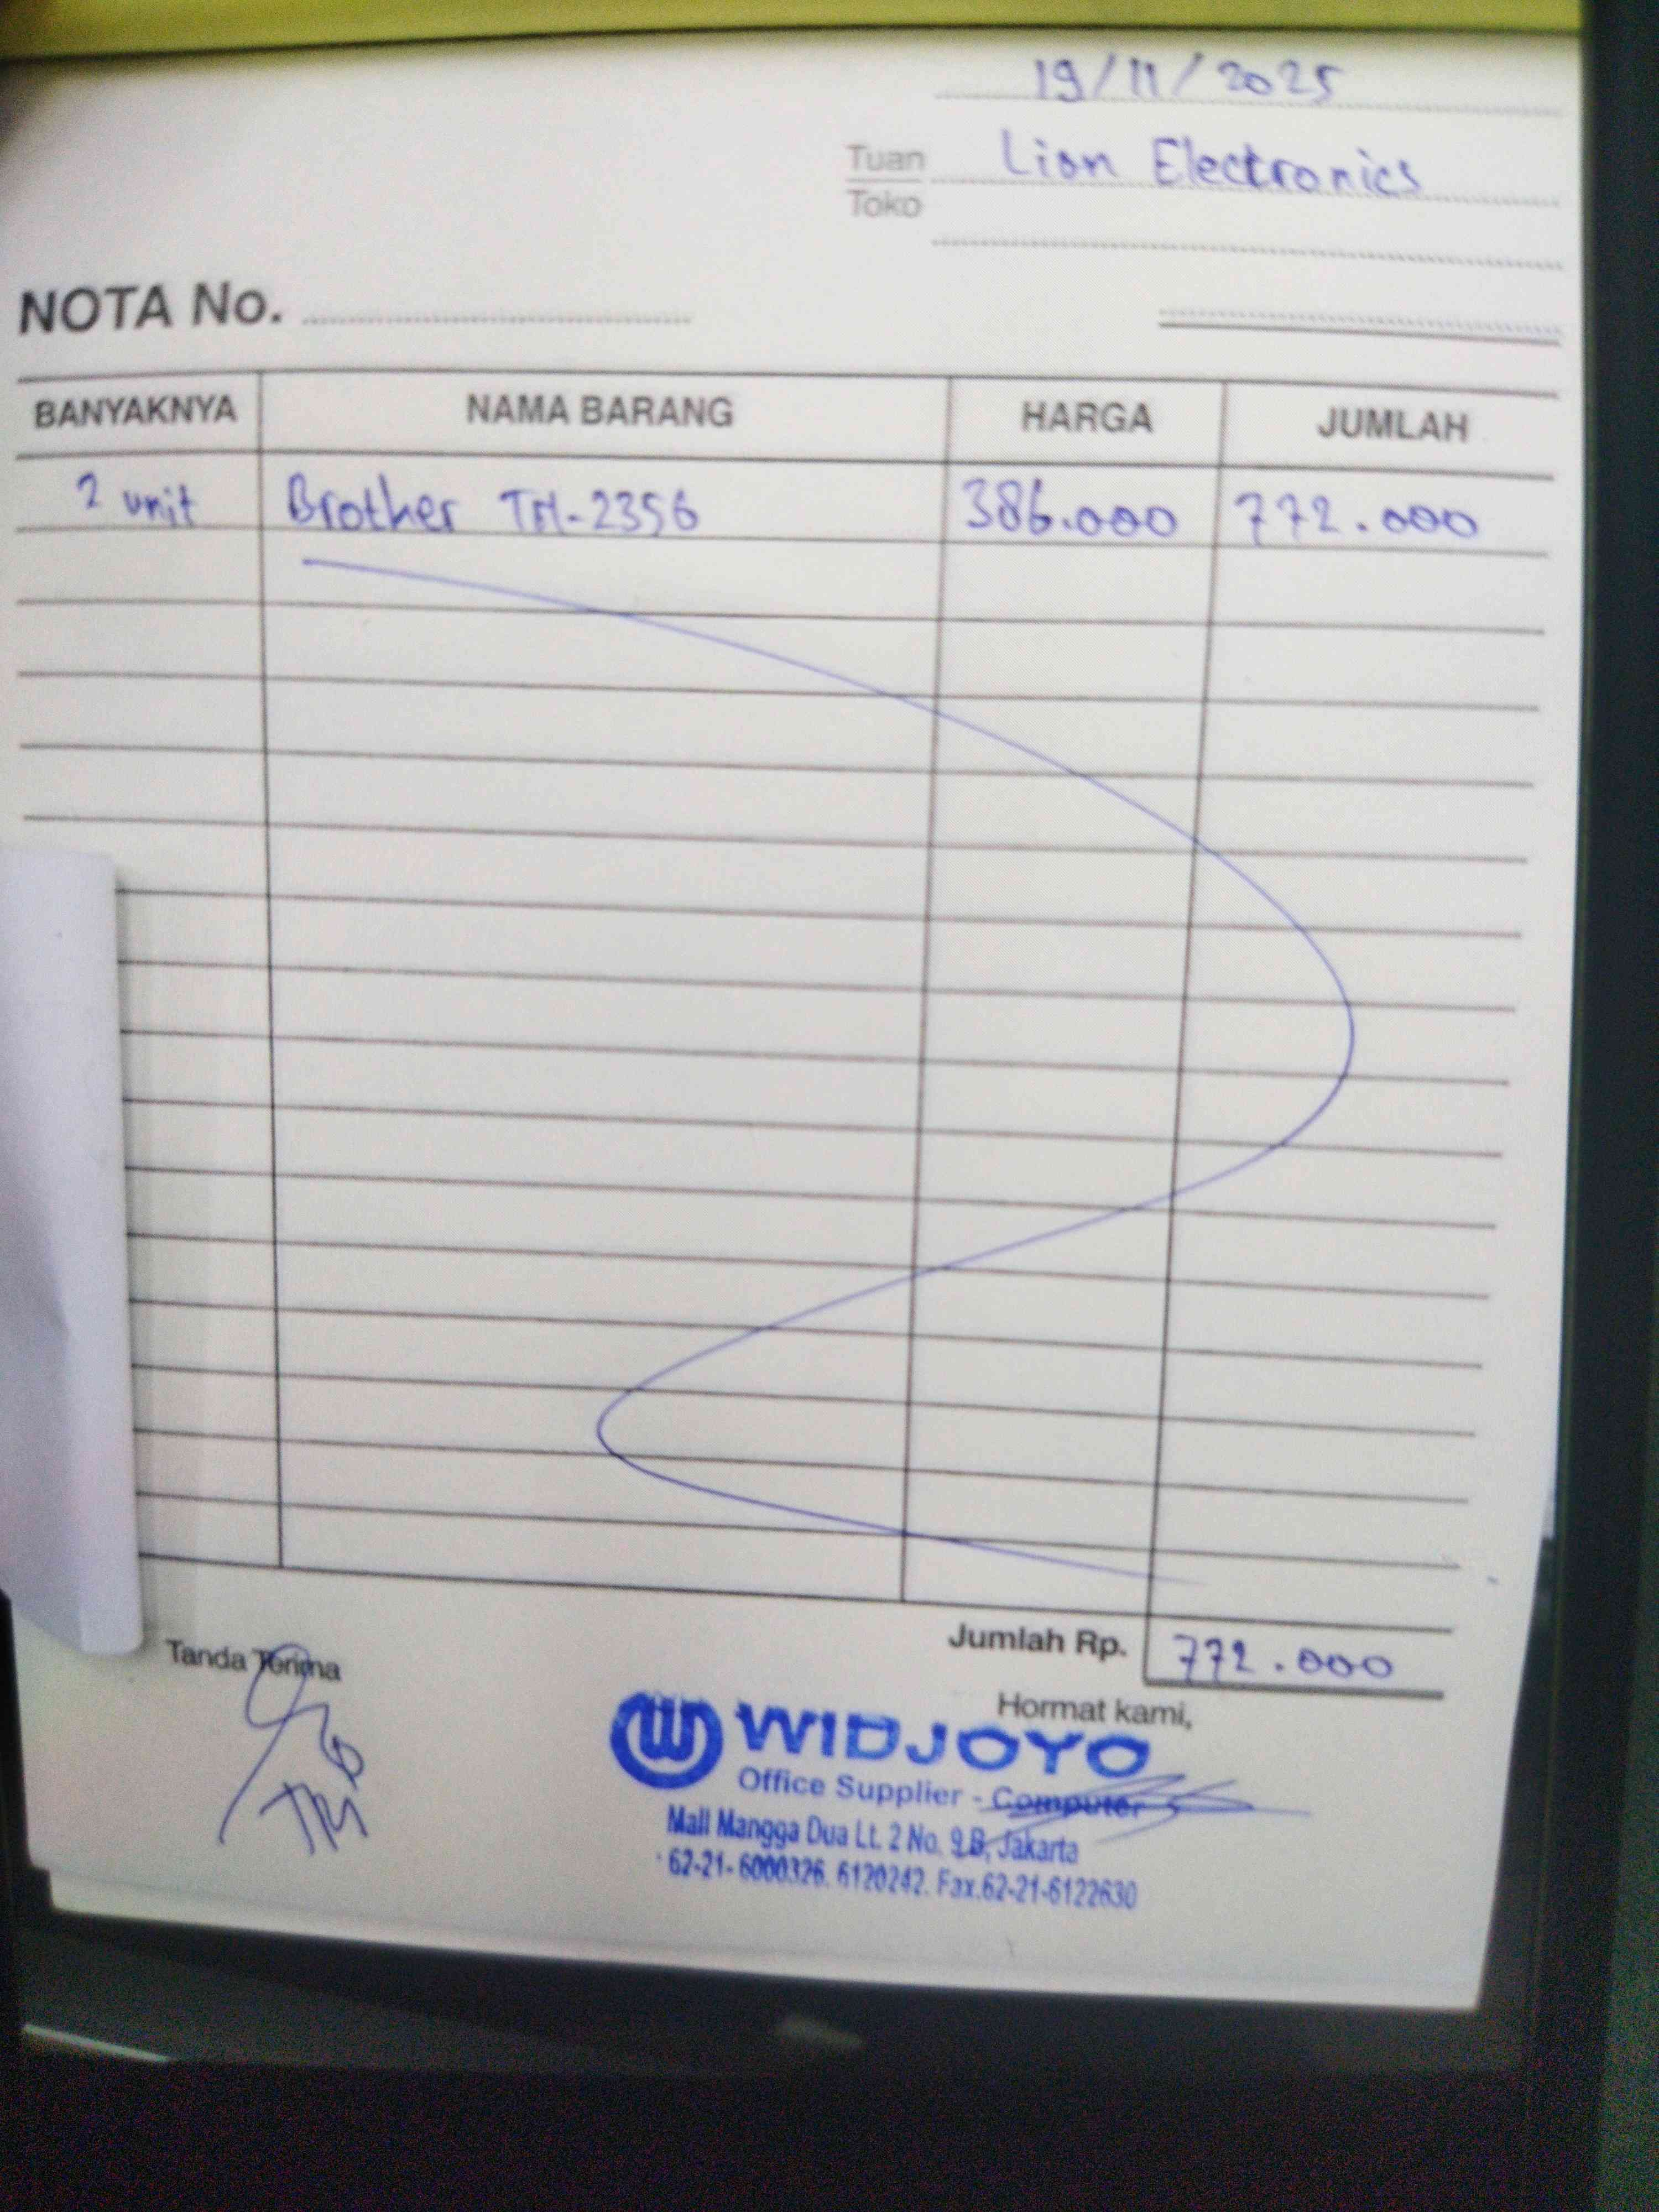 19/11/2025
Tuan Lion Electronics
Toko
NOTA No.
BANYAKNYA NAMA BARANG HARGA JUMLAH
2 unit Brother TN-2356 386.000 772.000
Jumlah Rp. 772.000
Tanda Terima
Hormat kami,
WIDJOYO
Office Supplier - Computer
Mall Mangga Dua Lt. 2 No. 9 B, Jakarta
62-21- 6000326. 6120242. Fax.62-21-6122630